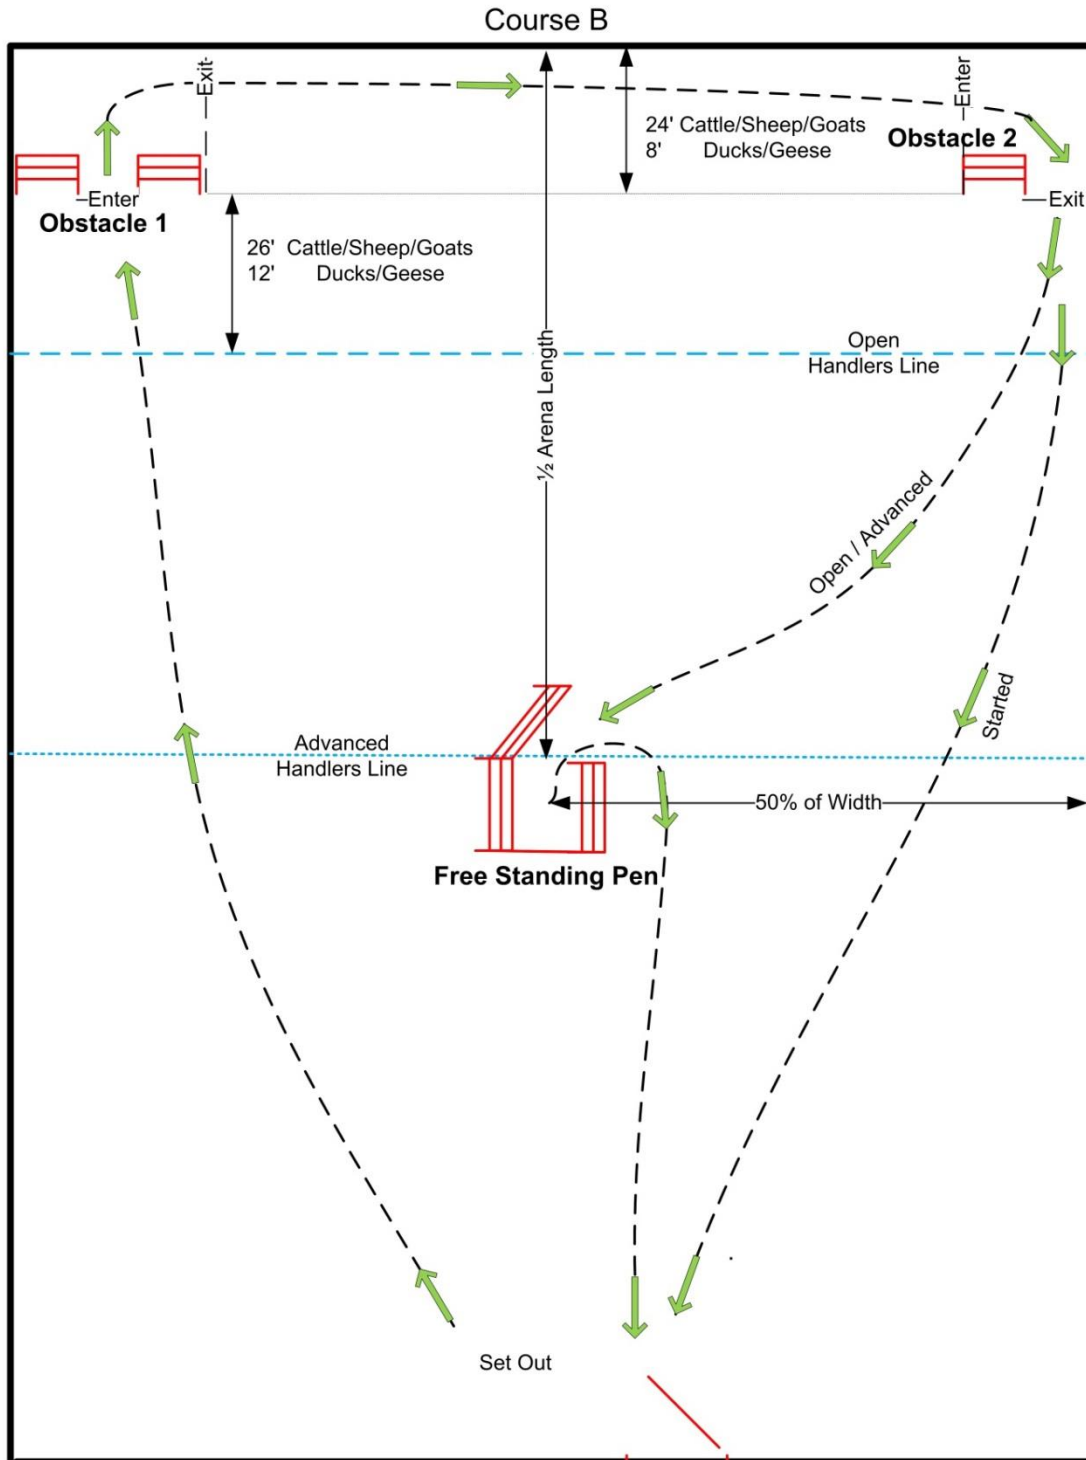 Course B
Exit
Enter
24' Cattle/Sheep/Goats
8' Ducks/Geese
Obstacle 2
Enter
Exit
Obstacle 1
26' Cattle/Sheep/Goats
12' Ducks/Geese
Open
Handlers Line
½ Arena Length
Open / Advanced
Started
Advanced
Handlers Line
50% of Width
Free Standing Pen
Set Out